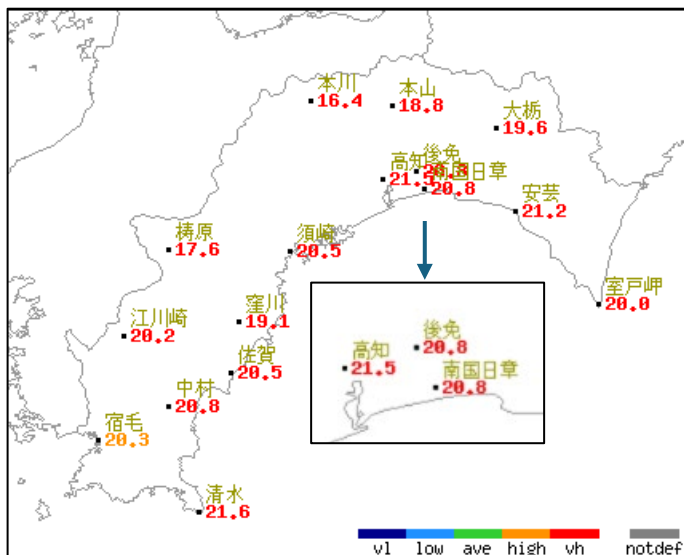 本川
16.4
本山
18.8
大栃
19.6
高知
21.5
後免
20.8
南国日章
20.8
安芸
21.2
梼原
17.6
須崎
20.5
室戸岬
20.0
窪川
19.1
江川崎
20.2
佐賀
20.5
中村
20.8
宿毛
20.3
清水
21.6
後免
20.8
高知
21.5
南国日章
20.8
vl low ave high vh notdef